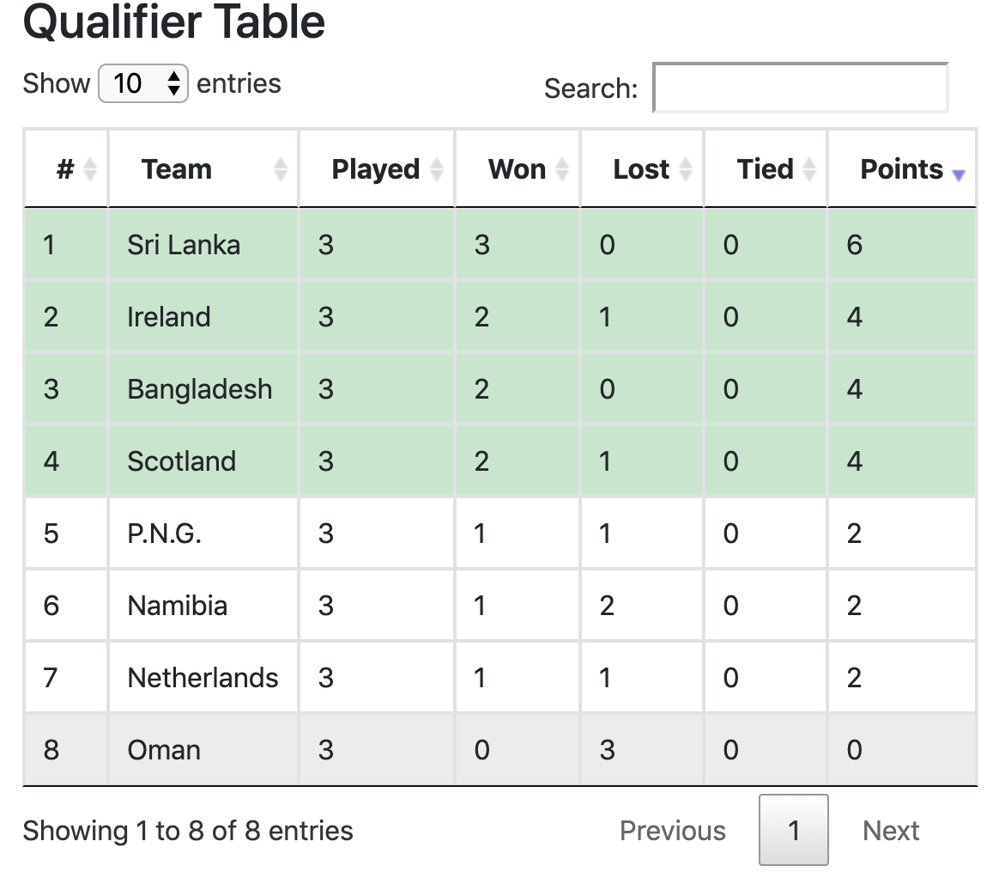 Qualifier Table
Show 10 entries Search:
# Team Played Won Lost Tied Points
1 Sri Lanka 3 3 0 0 6
2 Ireland 3 2 1 0 4
3 Bangladesh 3 2 0 0 4
4 Scotland 3 2 1 0 4
5 P.N.G. 3 1 1 0 2
6 Namibia 3 1 2 0 2
7 Netherlands 3 1 1 0 2
8 Oman 3 0 3 0 0
Showing 1 to 8 of 8 entries Previous 1 Next